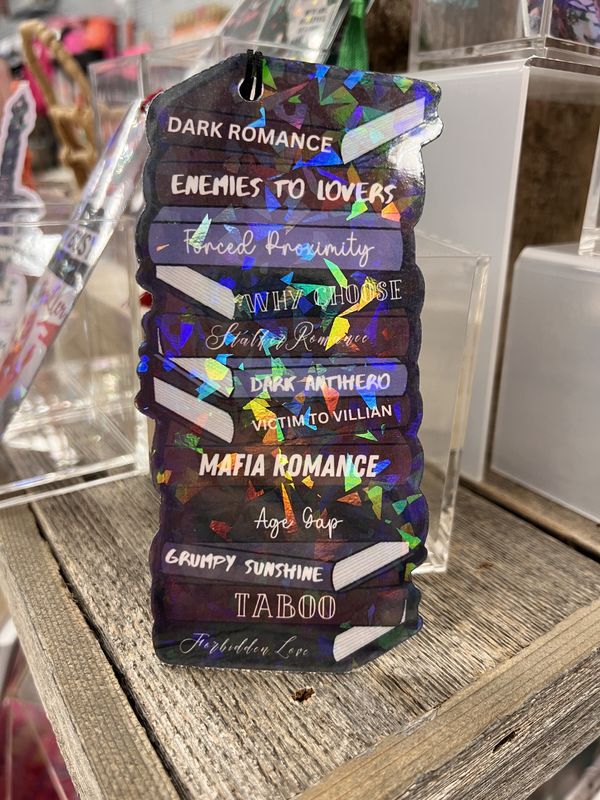 DARK ROMANCE
ENEMIES TO LOVERS
Forced Proximity
WHY CHOOSE
Stalker Romance
DARK ANTIHERO
VICTIM TO VILLIAN
MAFIA ROMANCE
Age Gap
GRUMPY SUNSHINE
TABOO
Forbidden Love